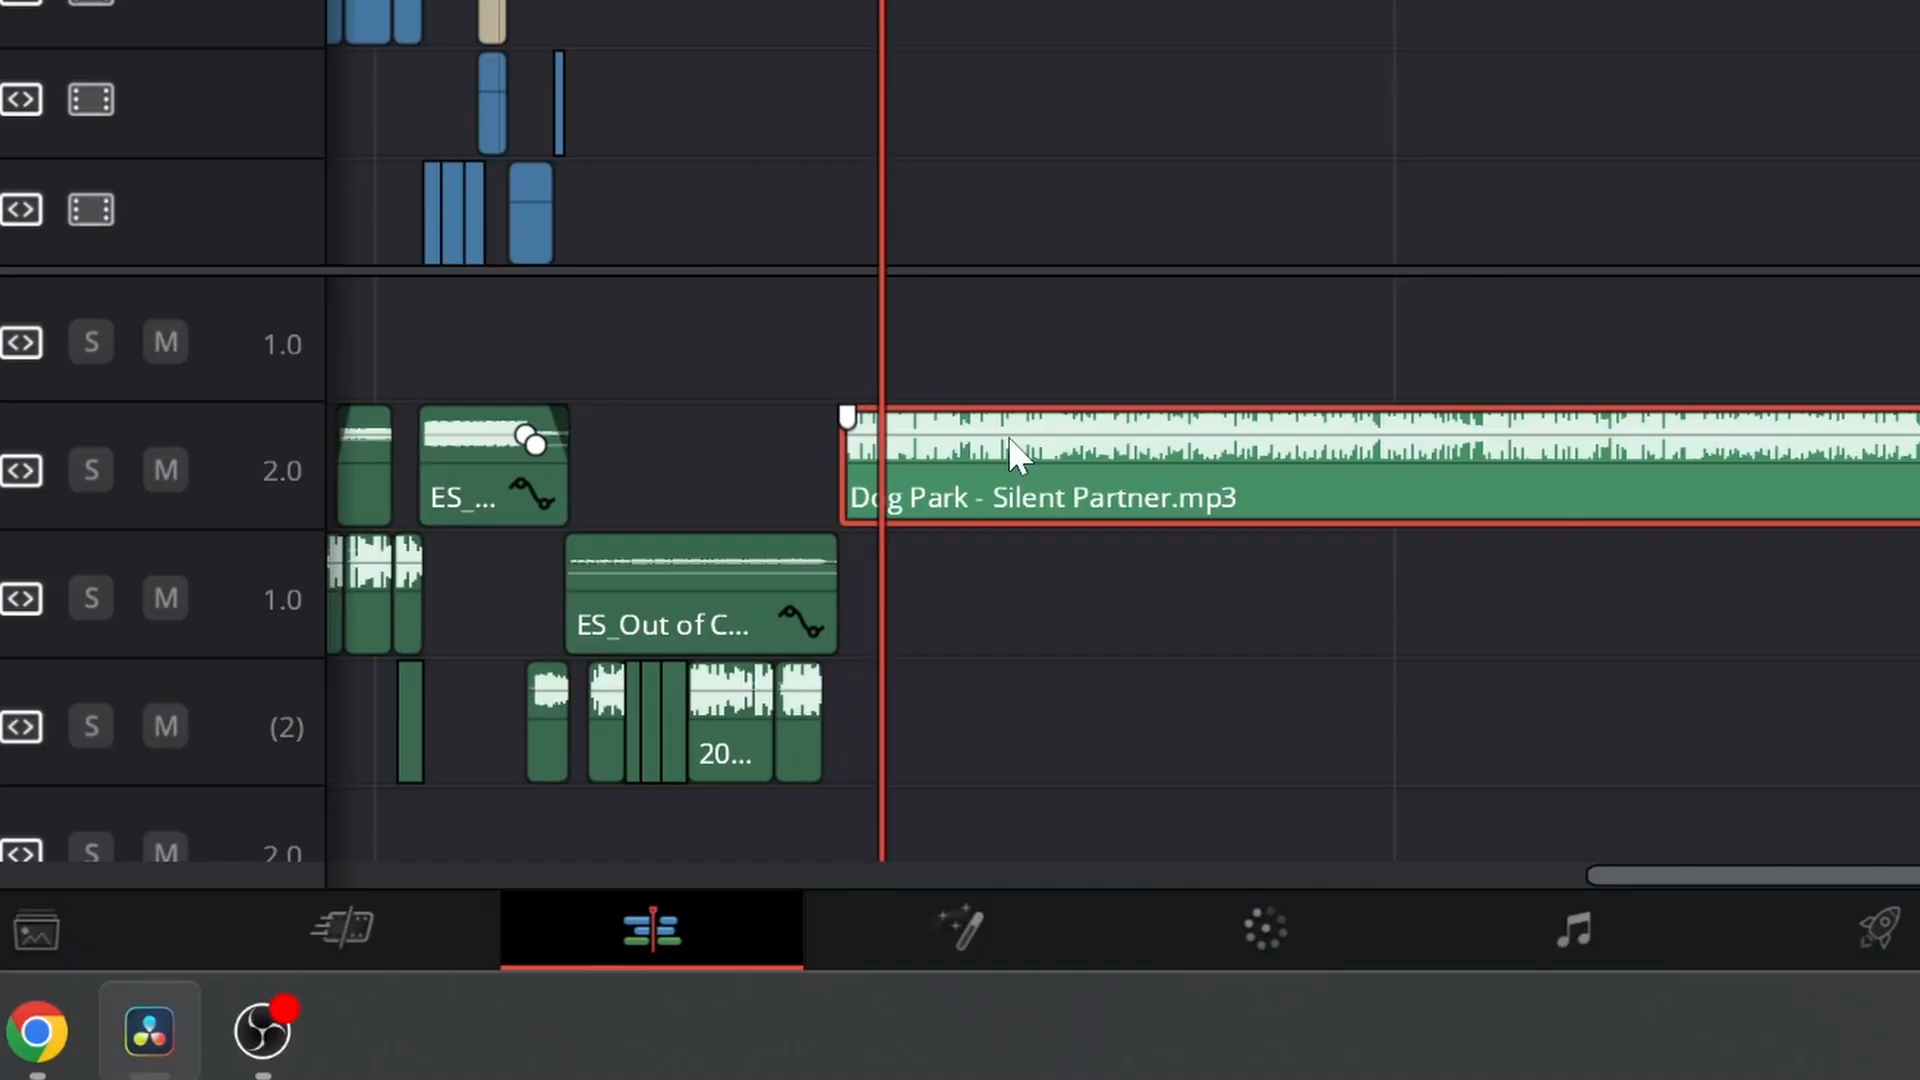 S M 1.0
S M 2.0
ES_...
Dog Park - Silent Partner.mp3
S M 1.0
ES_Out of C...
S M (2)
20...
S M 2.0